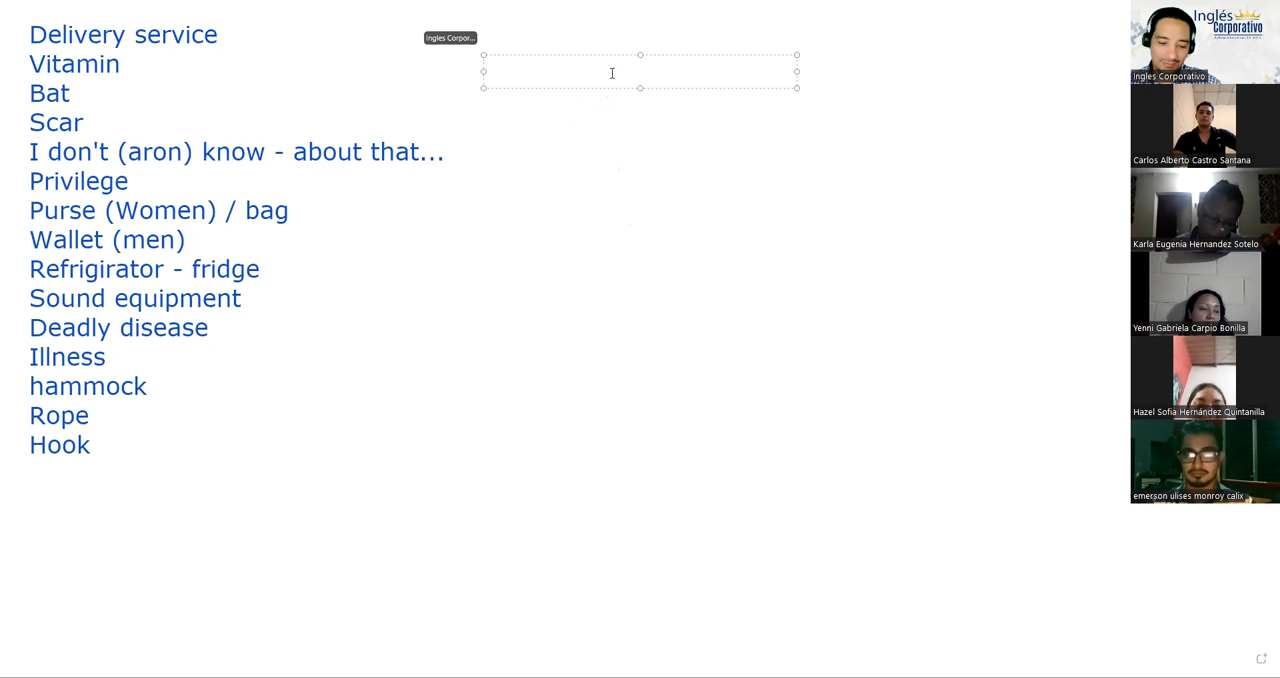 Delivery service
Vitamin
Bat
Scar
I don't (aron) know - about that...
Privilege
Purse (Women) / bag
Wallet (men)
Refrigirator - fridge
Sound equipment
Deadly disease
Illness
hammock
Rope
Hook
Ingles Corpor...
Inglés
Corporativo
Ingles Corporativo
Carlos Alberto Castro Santana
Karla Eugenia Hernandez Sotelo
Yenni Gabriela Carpio Bonilla
Hazel Sofia Hernández Quintanilla
emerson ulises monroy calix